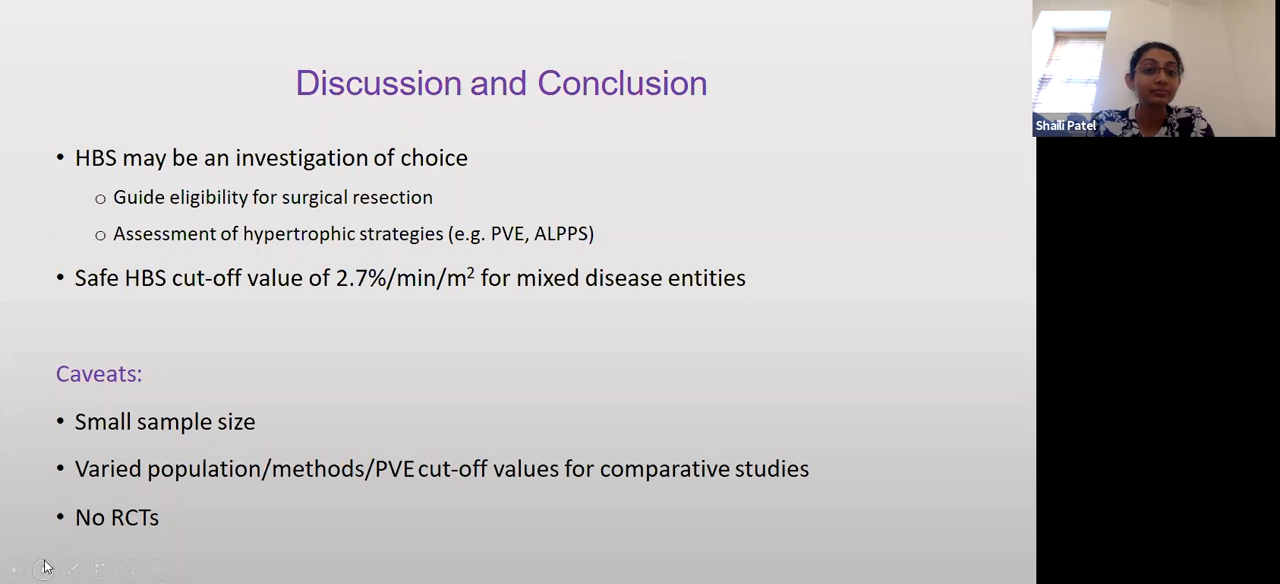 Discussion and Conclusion
• HBS may be an investigation of choice
o Guide eligibility for surgical resection
o Assessment of hypertrophic strategies (e.g. PVE, ALPPS)
• Safe HBS cut-off value of 2.7%/min/m² for mixed disease entities
Caveats:
• Small sample size
• Varied population/methods/PVE cut-off values for comparative studies
• No RCTs
Shaili Patel